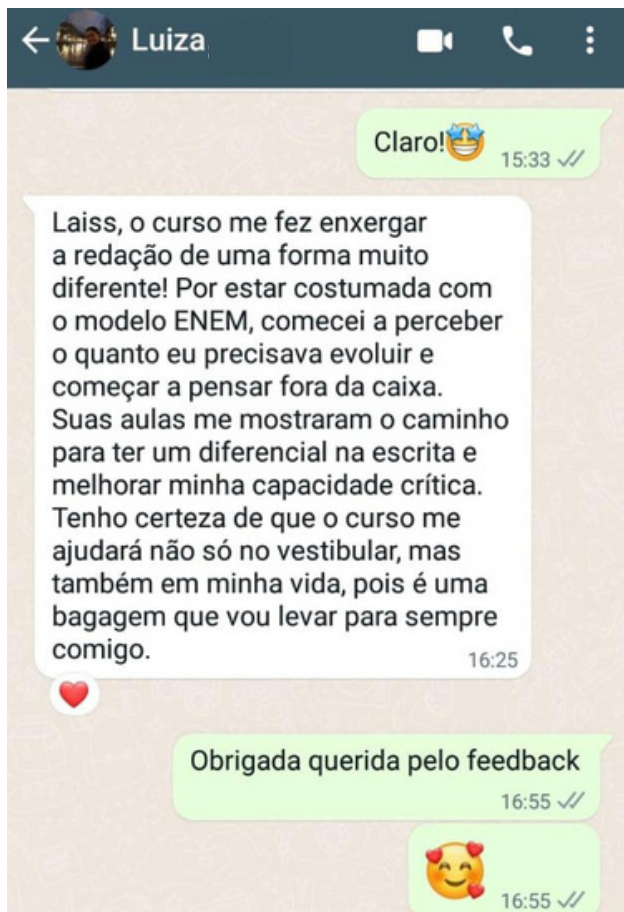 Luiza
Claro!🤩
15:33
Laiss, o curso me fez enxergar
a redação de uma forma muito
diferente! Por estar costumada com
o modelo ENEM, comecei a perceber
o quanto eu precisava evoluir e
começar a pensar fora da caixa.
Suas aulas me mostraram o caminho
para ter um diferencial na escrita e
melhorar minha capacidade crítica.
Tenho certeza de que o curso me
ajudará não só no vestibular, mas
também em minha vida, pois é uma
bagagem que vou levar para sempre
comigo.
16:25
Obrigada querida pelo feedback
16:55
16:55